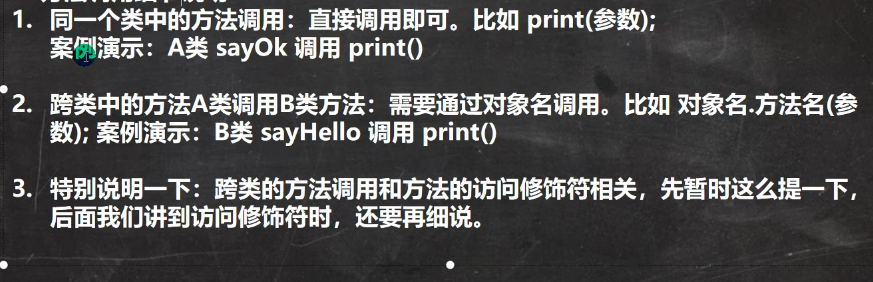 1. 同一个类中的方法调用：直接调用即可。比如 print(参数);
案例演示：A类 sayOk 调用 print()
2. 跨类中的方法A类调用B类方法：需要通过对象名调用。比如 对象名.方法名(参
数); 案例演示：B类 sayHello 调用 print()
3. 特别说明一下：跨类的方法调用和方法的访问修饰符相关，先暂时这么提一下，
后面我们讲到访问修饰符时，还要再细说。